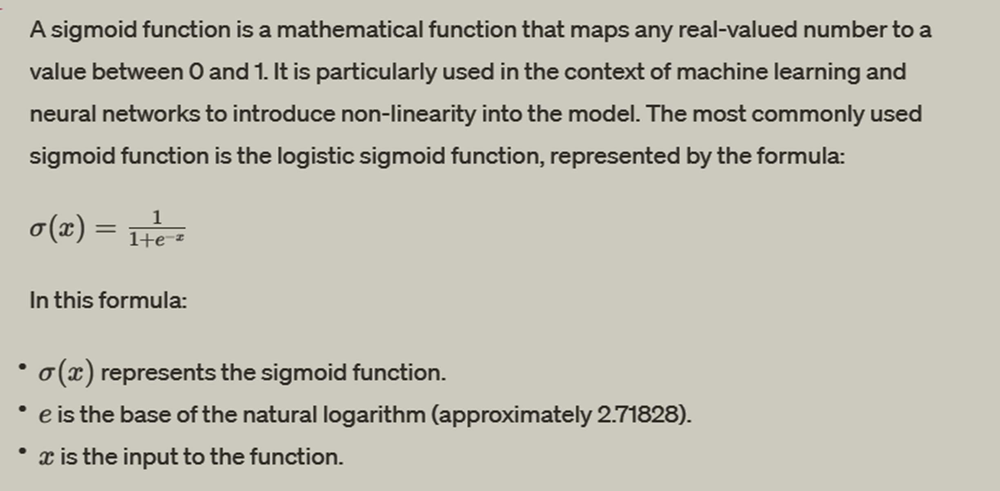 A sigmoid function is a mathematical function that maps any real-valued number to a
value between 0 and 1. It is particularly used in the context of machine learning and
neural networks to introduce non-linearity into the model. The most commonly used
sigmoid function is the logistic sigmoid function, represented by the formula:
σ(x) = 1/(1+e^−x)
In this formula:
• σ(x) represents the sigmoid function.
• e is the base of the natural logarithm (approximately 2.71828).
• x is the input to the function.